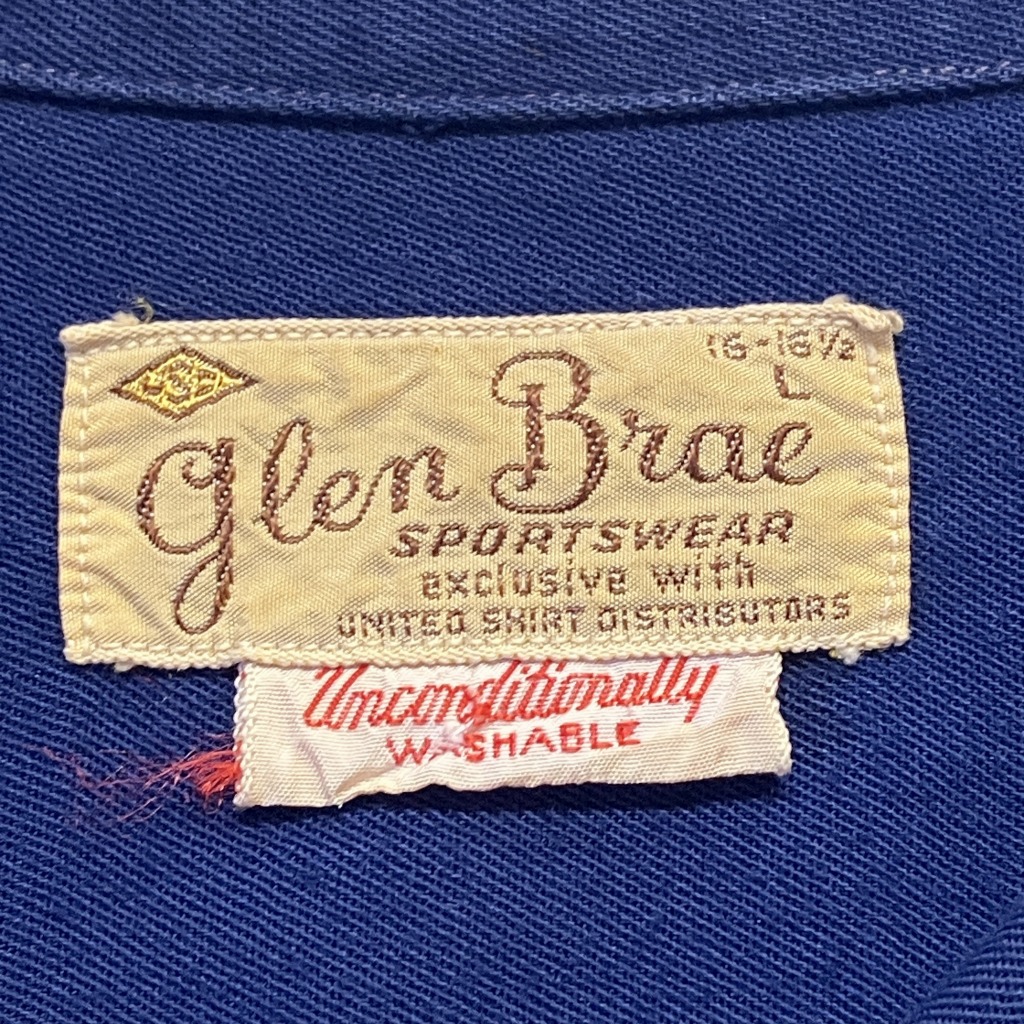 16-16½
L
Glen Brae
SPORTSWEAR
exclusive with
UNITED SHIRT DISTRIBUTORS
Unconditionally
WASHABLE